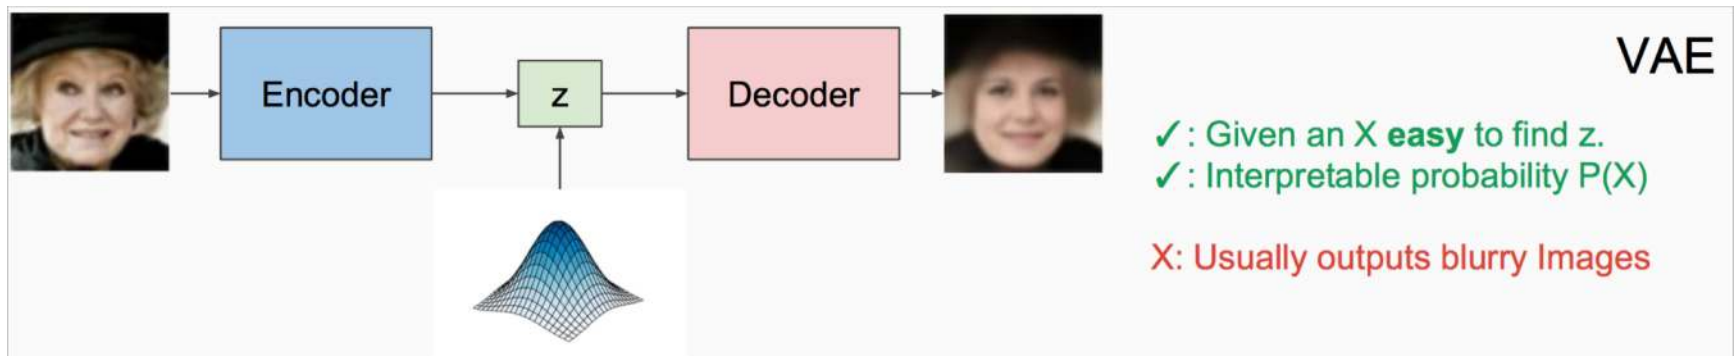 Encoder
z
Decoder
VAE
✓: Given an X easy to find z.
✓: Interpretable probability P(X)
X: Usually outputs blurry Images